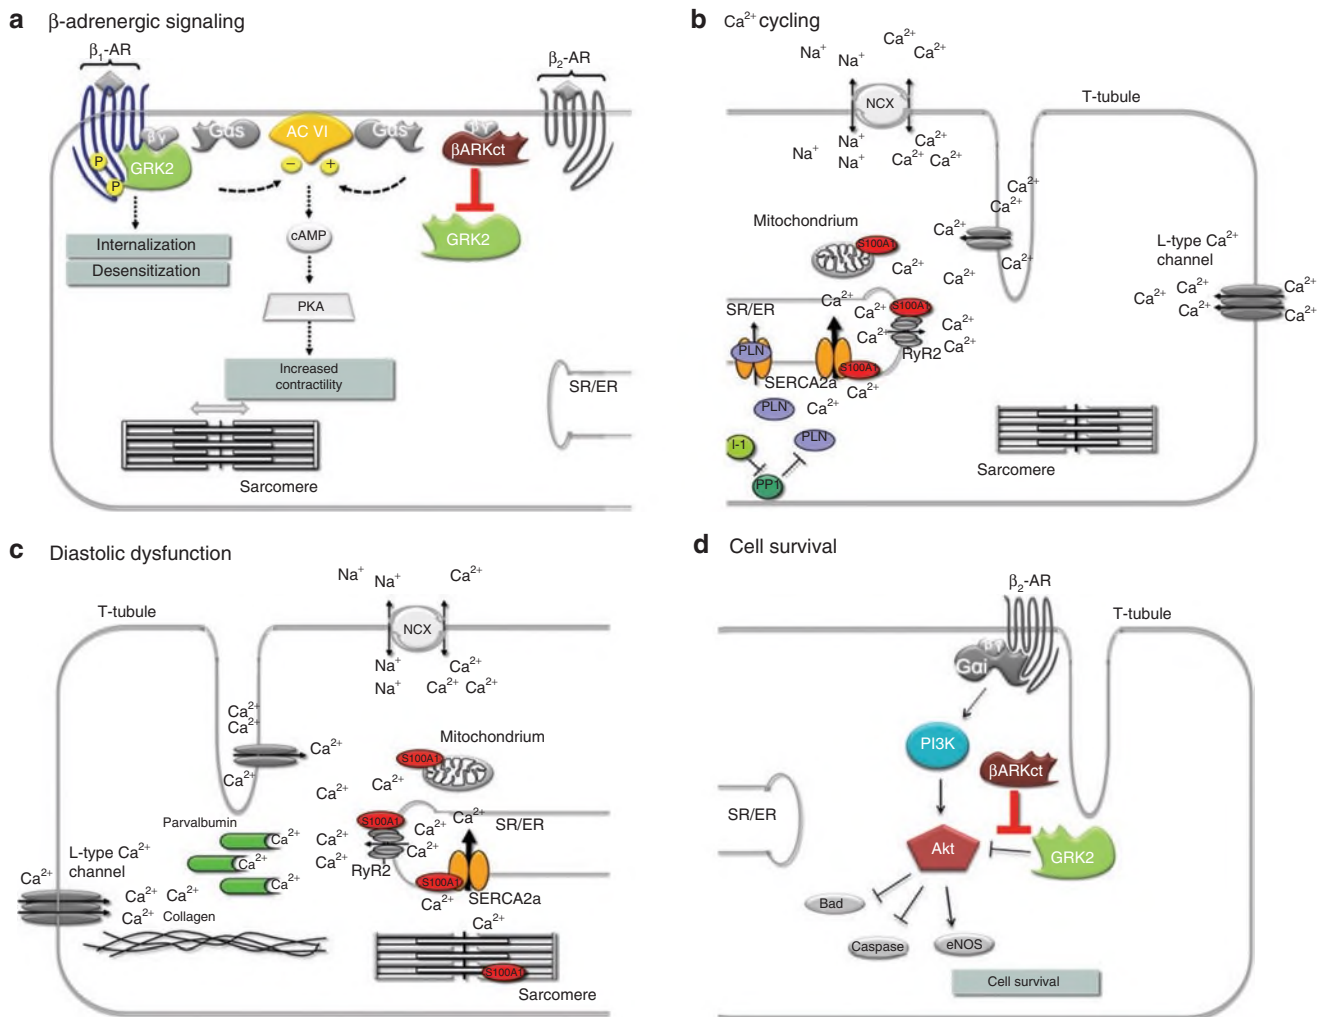 a β-adrenergic signaling
β₁-AR
β₂-AR
βγ
Gαs
AC VI
Gαs
βγ
βARKct
GRK2
P
P
−
+
GRK2
Internalization
Desensitization
cAMP
PKA
Increased
contractility
SR/ER
Sarcomere
b Ca²⁺ cycling
Na⁺
Na⁺
Ca²⁺
Ca²⁺
NCX
T-tubule
Na⁺
Na⁺
Na⁺
Ca²⁺
Ca²⁺
Ca²⁺
Ca²⁺
Ca²⁺
Ca²⁺
Ca²⁺
Mitochondrium
S100A1
Ca²⁺
Ca²⁺
L-type Ca²⁺
channel
Ca²⁺
Ca²⁺
Ca²⁺
Ca²⁺
Ca²⁺
SR/ER
Ca²⁺
Ca²⁺
S100A1
Ca²⁺
Ca²⁺
Ca²⁺
RyR2
PLN
SERCA2a
S100A1
Ca²⁺
PLN
Ca²⁺
I-1
PLN
PP1
Sarcomere
c Diastolic dysfunction
Na⁺
Na⁺
Ca²⁺
T-tubule
NCX
Na⁺
Na⁺
Ca²⁺
Ca²⁺
Ca²⁺
Ca²⁺
Ca²⁺
Ca²⁺
Ca²⁺
Mitochondrium
S100A1
Ca²⁺
Ca²⁺
Parvalbumin
Ca²⁺
Ca²⁺
Ca²⁺
S100A1
Ca²⁺
Ca²⁺
Ca²⁺
Ca²⁺
Ca²⁺
SR/ER
RyR2
S100A1
SERCA2a
Ca²⁺
Ca²⁺
L-type Ca²⁺
channel
Ca²⁺
Ca²⁺
Ca²⁺
Ca²⁺
Collagen
S100A1
Sarcomere
d Cell survival
β₂-AR
T-tubule
βγ
Gαi
PI3K
βARKct
SR/ER
Akt
GRK2
Bad
Caspase
eNOS
Cell survival